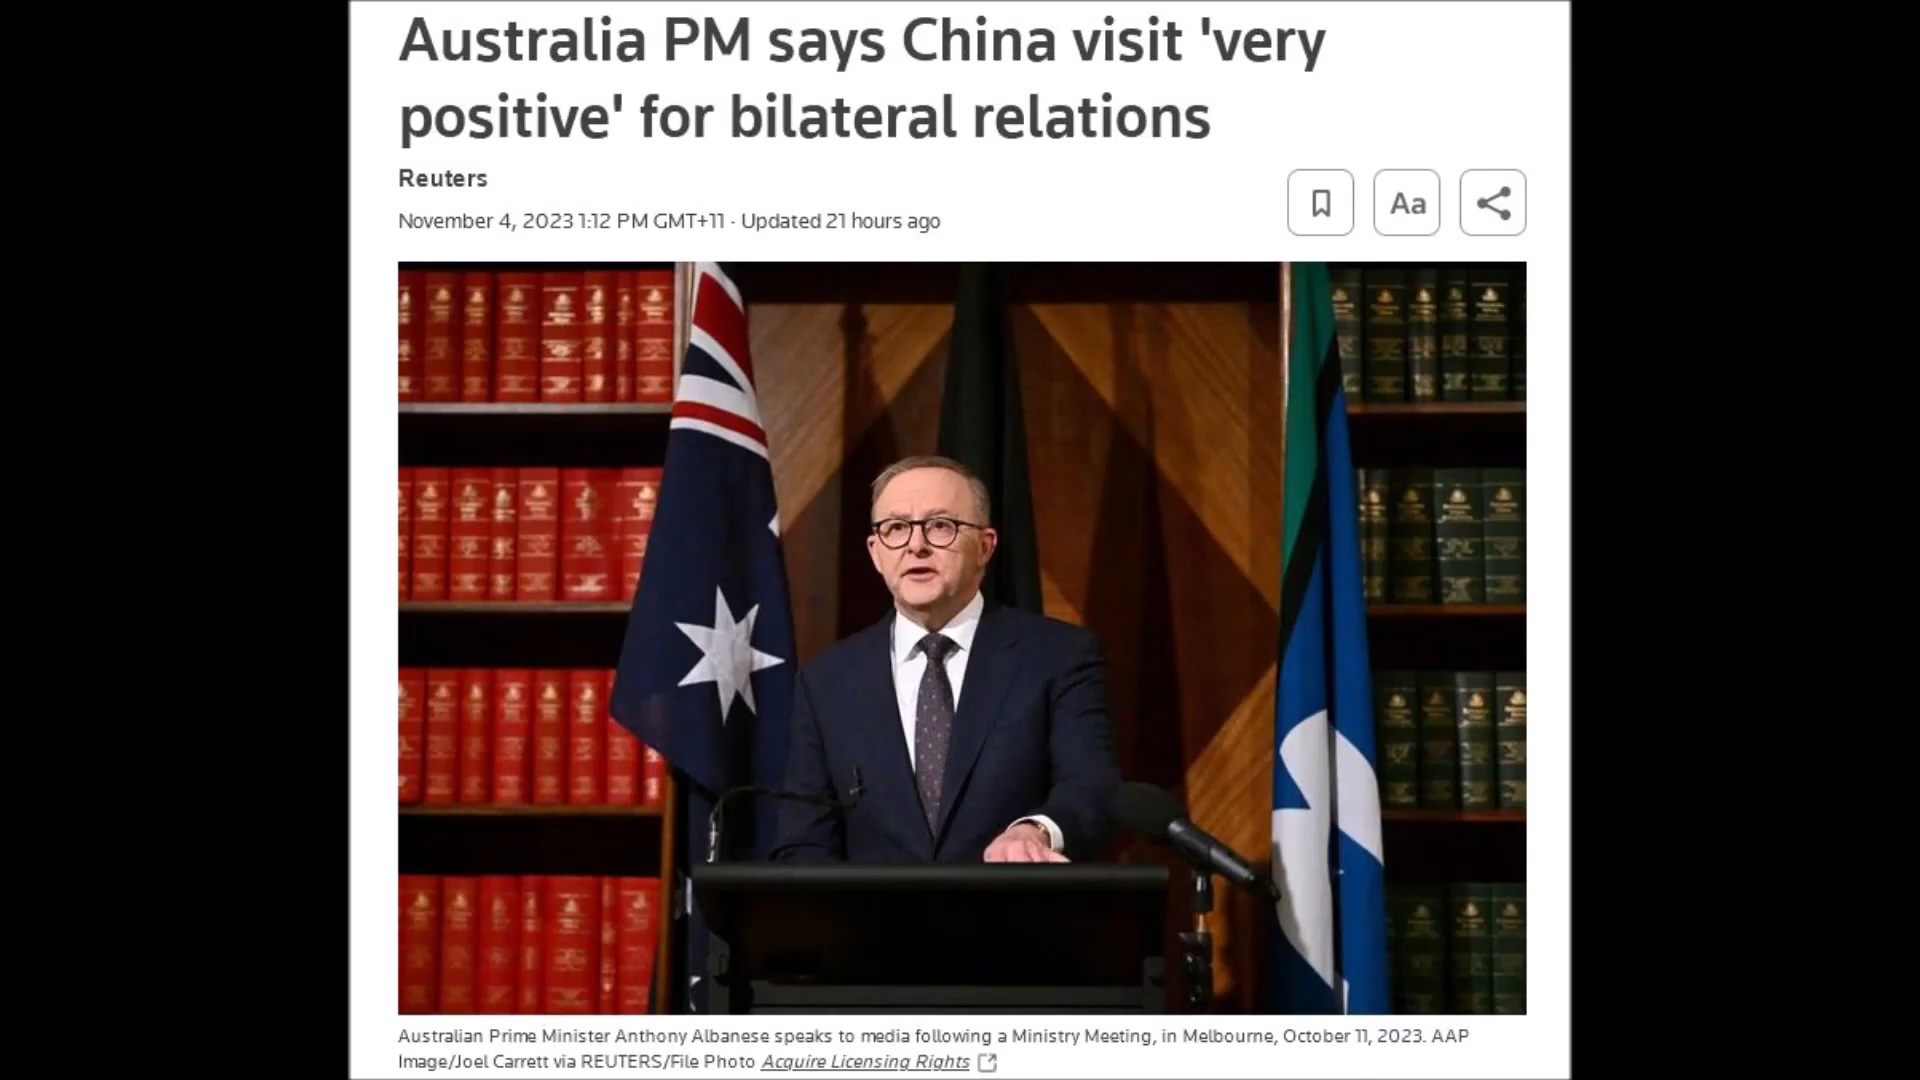 Australia PM says China visit 'very
positive' for bilateral relations
Reuters
November 4, 2023 1:12 PM GMT+11 · Updated 21 hours ago
Aa
Australian Prime Minister Anthony Albanese speaks to media following a Ministry Meeting, in Melbourne, October 11, 2023. AAP
Image/Joel Carrett via REUTERS/File Photo Acquire Licensing Rights